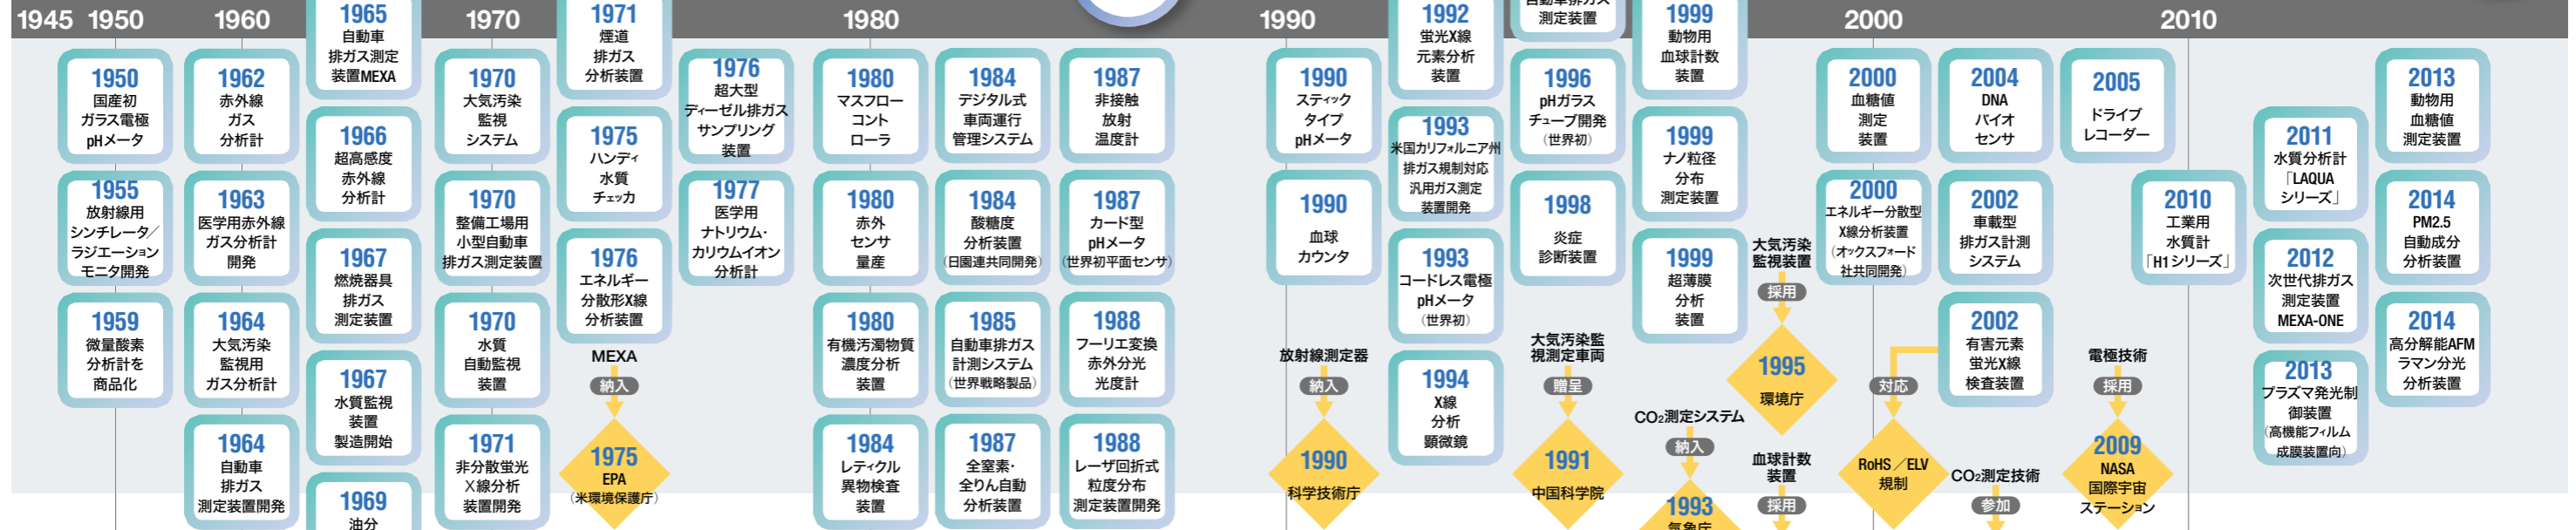 1945 1950 1960 1970 1980 1990 2000 2010
1950
国産初
ガラス電極
pHメータ
1955
放射線用
シンチレータ／
ラジエーション
モニタ開発
1959
微量酸素
分析計を
商品化
1962
赤外線
ガス
分析計
1963
医学用赤外線
ガス分析計
開発
1964
大気汚染
監視用
ガス分析計
1964
自動車
排ガス
測定装置開発
1965
自動車
排ガス測定
装置MEXA
1966
超高感度
赤外線
分析計
1967
燃焼器具
排ガス
測定装置
1967
水質監視
装置
製造開始
1969
油分
1970
大気汚染
監視
システム
1970
整備工場用
小型自動車
排ガス測定装置
1970
水質
自動監視
装置
1971
非分散蛍光
X線分析
装置開発
1971
煙道
排ガス
分析装置
1975
ハンディ
水質
チェッカ
1976
エネルギー
分散形X線
分析装置
MEXA
納入
1975
EPA
（米環境保護庁）
1976
超大型
ディーゼル排ガス
サンプリング
装置
1977
医学用
ナトリウム・
カリウムイオン
分析計
1980
マスフロー
コント
ローラ
1980
赤外
センサ
量産
1980
有機汚濁物質
濃度分析
装置
1984
レティクル
異物検査
装置
1984
デジタル式
車両運行
管理システム
1984
酸糖度
分析装置
（日園連共同開発）
1985
自動車排ガス
計測システム
（世界戦略製品）
1987
全窒素・
全りん自動
分析装置
1987
非接触
放射
温度計
1987
カード型
pHメータ
（世界初平面センサ）
1988
フーリエ変換
赤外分光
光度計
1988
レーザ回折式
粒度分布
測定装置開発
1990
スティック
タイプ
pHメータ
1990
血球
カウンタ
放射線測定器
納入
1990
科学技術庁
1992
蛍光X線
元素分析
装置
1993
米国カリフォルニア州
排ガス規制対応
汎用ガス測定
装置開発
1993
コードレス電極
pHメータ
（世界初）
1994
X線
分析
顕微鏡
自動車排ガス
測定装置
1996
pHガラス
チューブ開発
（世界初）
1998
炎症
診断装置
大気汚染監
視測定車両
贈呈
1991
中国科学院
1999
動物用
血球計数
装置
1999
ナノ粒径
分布
測定装置
1999
超薄膜
分析
装置
CO₂測定システム
納入
1993
気象庁
大気汚染
監視装置
採用
1995
環境庁
血球計数
装置
採用
2000
血糖値
測定
装置
2000
エネルギー分散型
X線分析装置
（オックスフォード
社共同開発）
対応
RoHS／ELV
規制
2004
DNA
バイオ
センサ
2002
車載型
排ガス計測
システム
2002
有害元素
蛍光X線
検査装置
CO₂測定技術
参加
2005
ドライブ
レコーダー
電極技術
採用
2009
NASA
国際宇宙
ステーション
2010
工業用
水質計
「H1シリーズ」
2011
水質分析計
「LAQUA
シリーズ」
2012
次世代排ガス
測定装置
MEXA-ONE
2013
プラズマ発光制
御装置
（高機能フィルム
成膜装置向）
2013
動物用
血糖値
測定装置
2014
PM2.5
自動成分
分析装置
2014
高分解能AFM
ラマン分光
分析装置